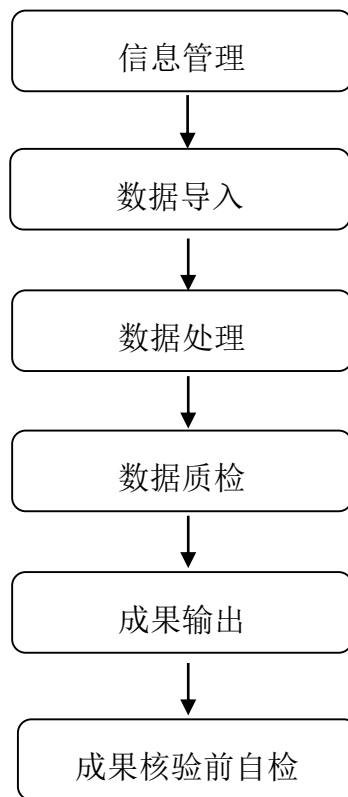 信息管理
数据导入
数据处理
数据质检
成果输出
成果核验前自检